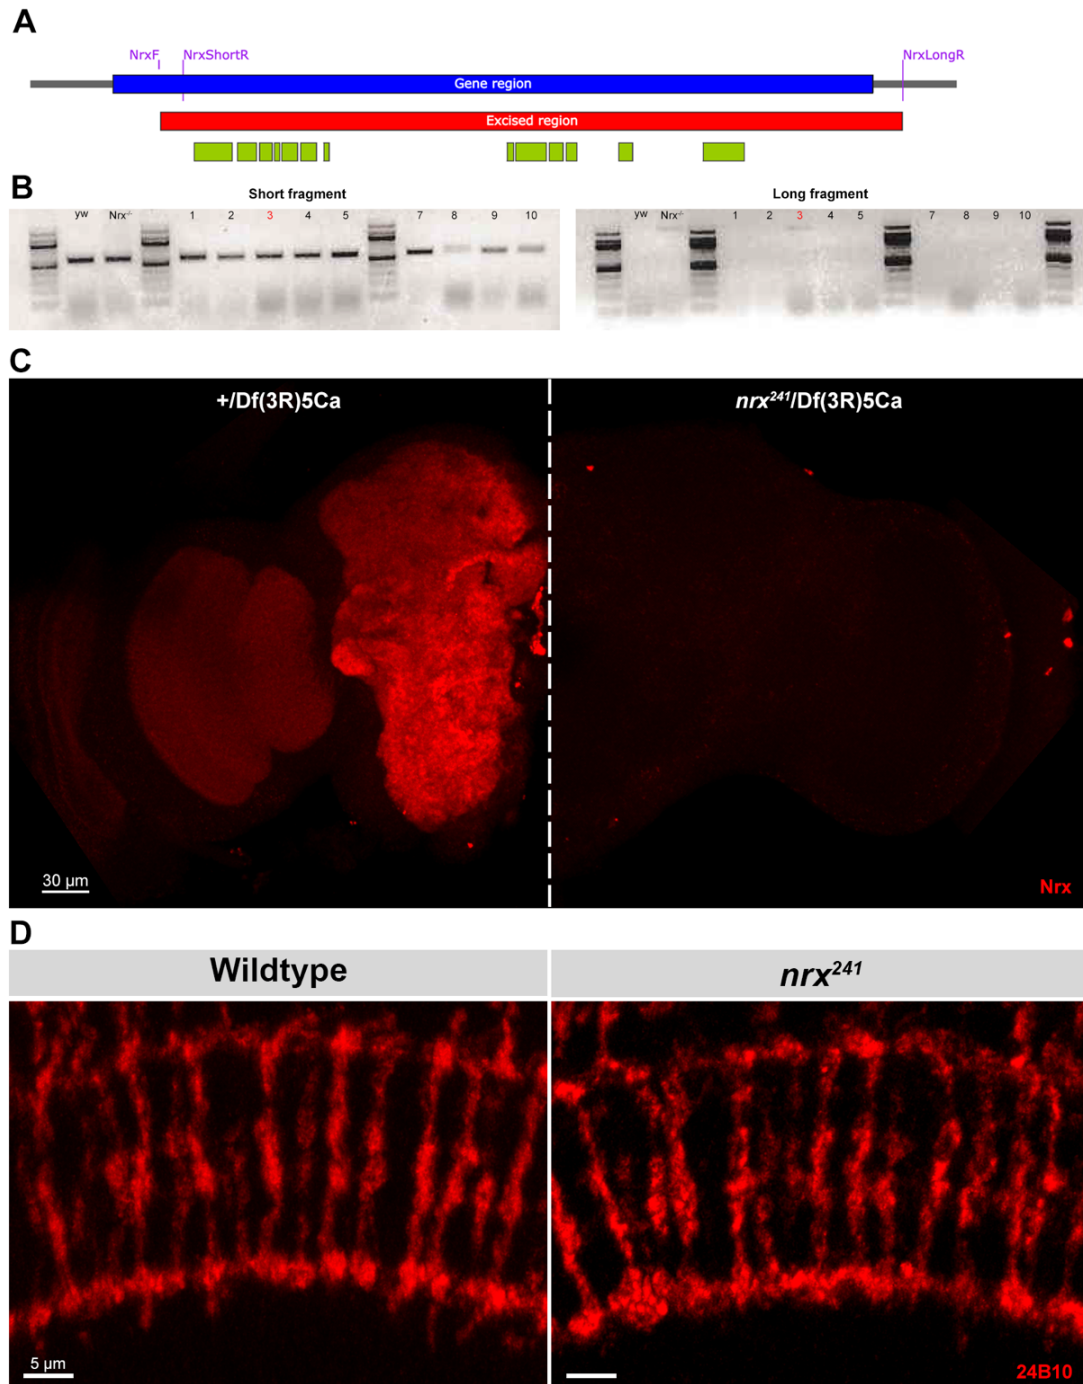 A
NrxF NrxShortR NrxLongR
Gene region
Excised region
B
Short fragment Long fragment
yw Nrx-/- 1 2 3 4 5 7 8 9 10
yw Nrx-/- 1 2 3 4 5 7 8 9 10
C
+/Df(3R)5Ca nrx241/Df(3R)5Ca
30 µm
Nrx
D
Wildtype nrx241
5 µm
24B10